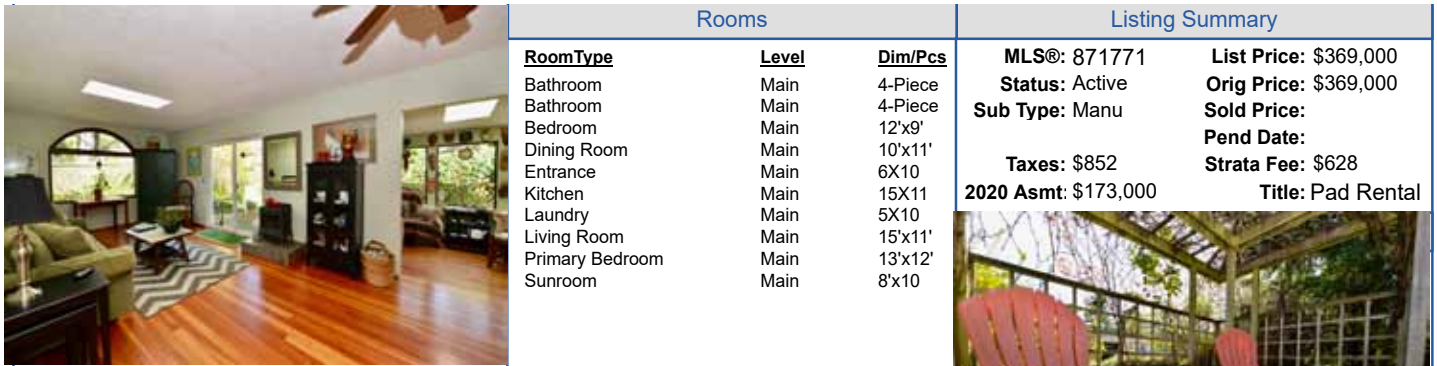 Rooms
RoomType Level Dim/Pcs
Bathroom Main 4-Piece
Bathroom Main 4-Piece
Bedroom Main 12'x9'
Dining Room Main 10'x11'
Entrance Main 6X10
Kitchen Main 15X11
Laundry Main 5X10
Living Room Main 15'x11'
Primary Bedroom Main 13'x12'
Sunroom Main 8'x10
Listing Summary
MLS®: 871771 List Price: $369,000
Status: Active Orig Price: $369,000
Sub Type: Manu Sold Price:
Pend Date:
Taxes: $852 Strata Fee: $628
2020 Asmt: $173,000 Title: Pad Rental